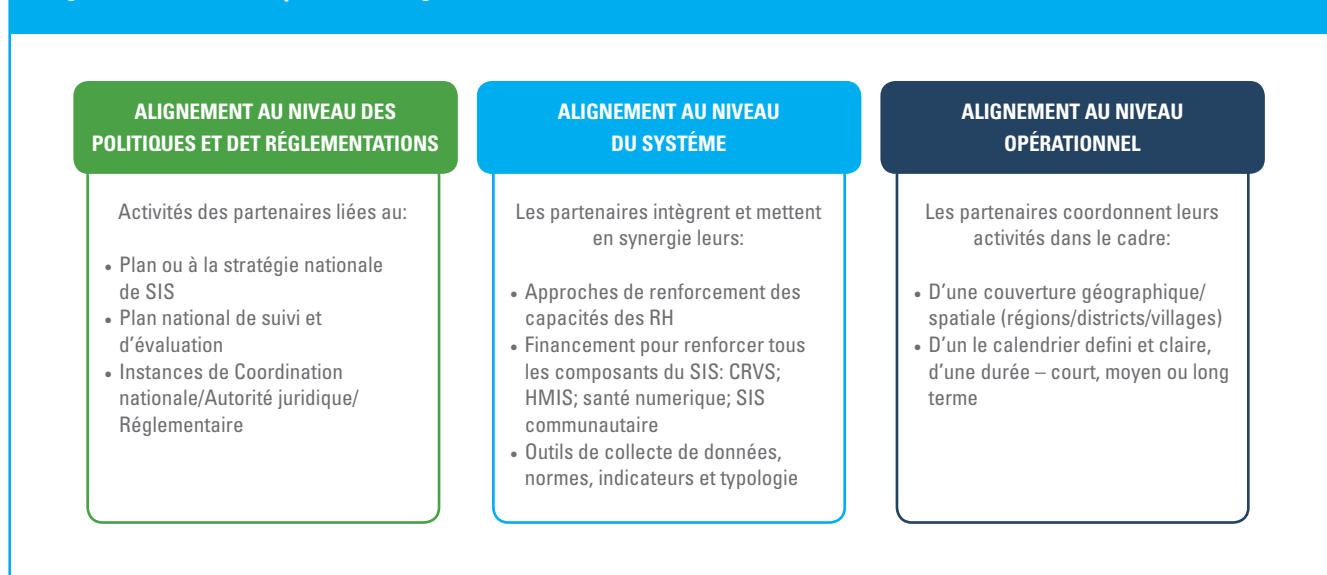 ALIGNEMENT AU NIVEAU DES
POLITIQUES ET DET RÉGLEMENTATIONS
Activités des partenaires liées au:
• Plan ou à la stratégie nationale
de SIS
• Plan national de suivi et
d'évaluation
• Instances de Coordination
nationale/Autorité juridique/
Réglementaire
ALIGNEMENT AU NIVEAU
DU SYSTÉME
Les partenaires intègrent et mettent
en synergie leurs:
• Approches de renforcement des
capacités des RH
• Financement pour renforcer tous
les composants du SIS: CRVS;
HMIS; santé numerique; SIS
communautaire
• Outils de collecte de données,
normes, indicateurs et typologie
ALIGNEMENT AU NIVEAU
OPÉRATIONNEL
Les partenaires coordonnent leurs
activités dans le cadre:
• D'une couverture géographique/
spatiale (régions/districts/villages)
• D'un le calendrier defini et claire,
d'une durée – court, moyen ou long
terme